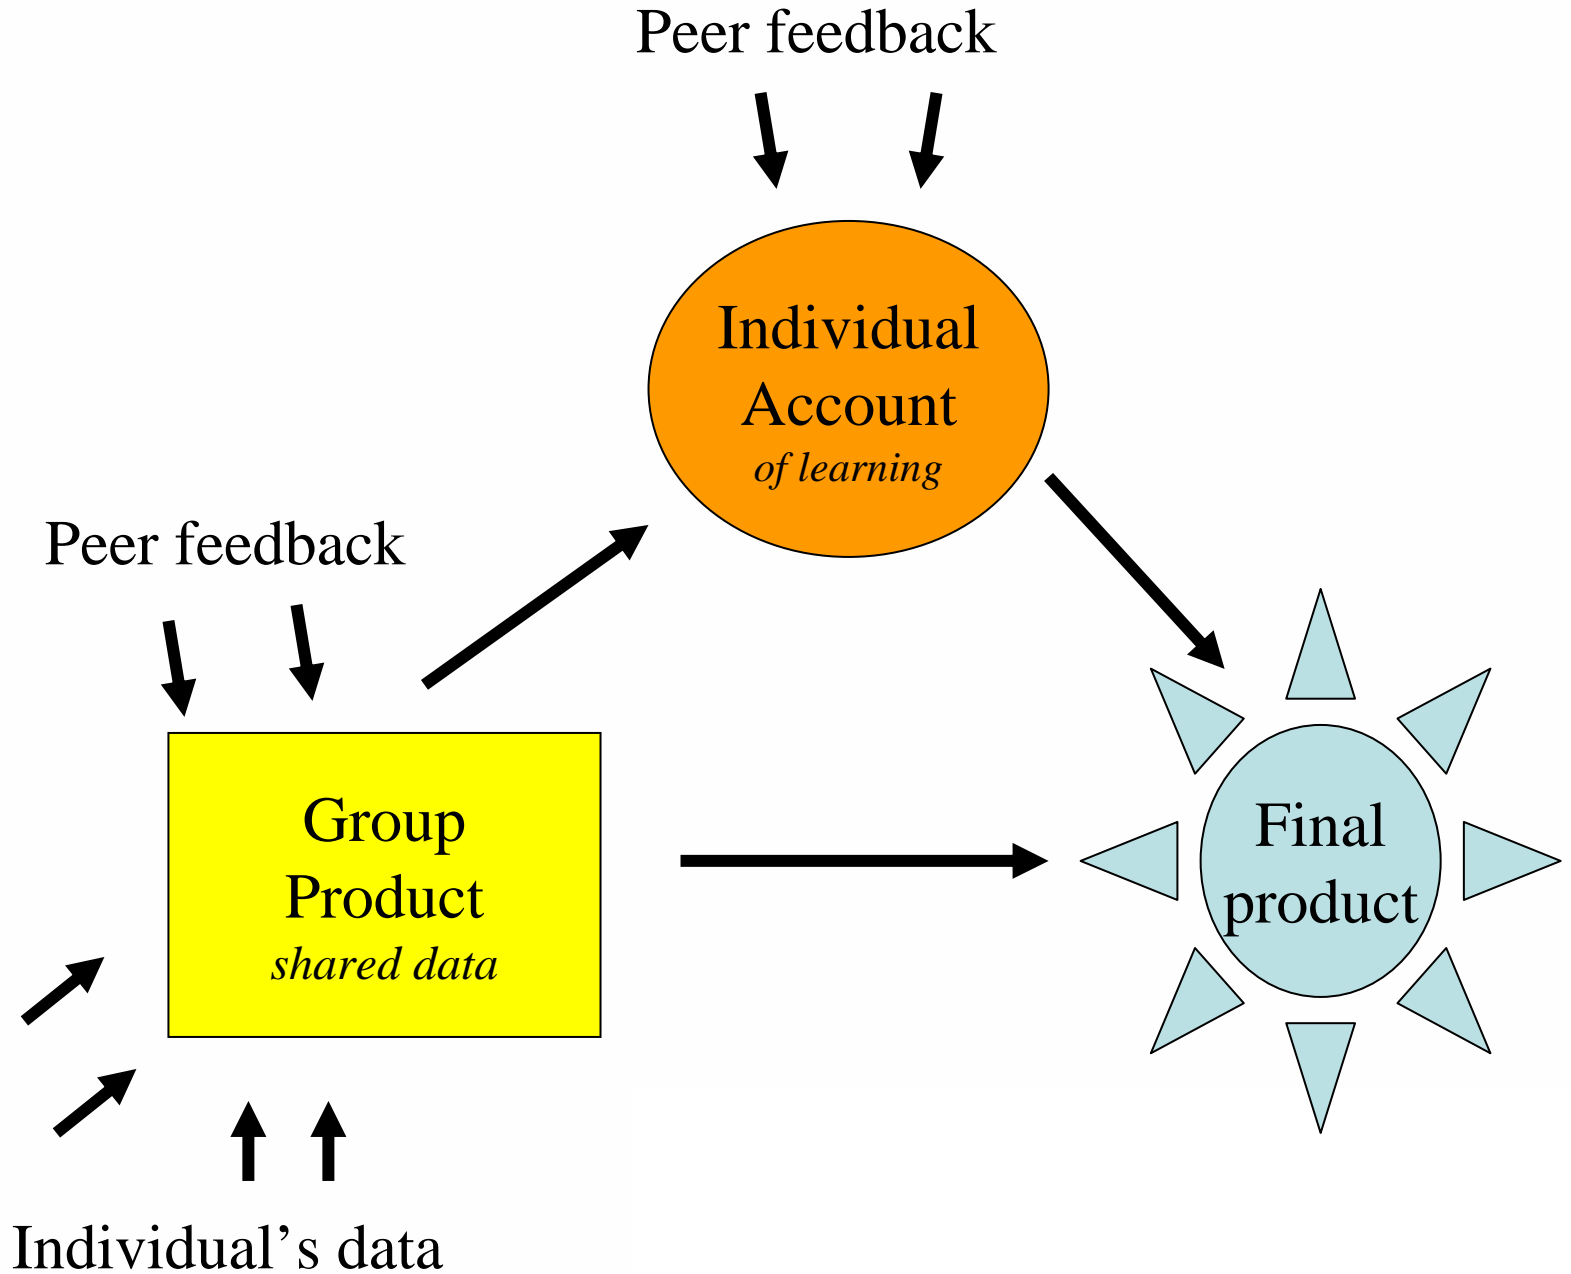 Peer feedback
Individual
Account
of learning
Peer feedback
Group
Product
shared data
Final
product
Individual’s data